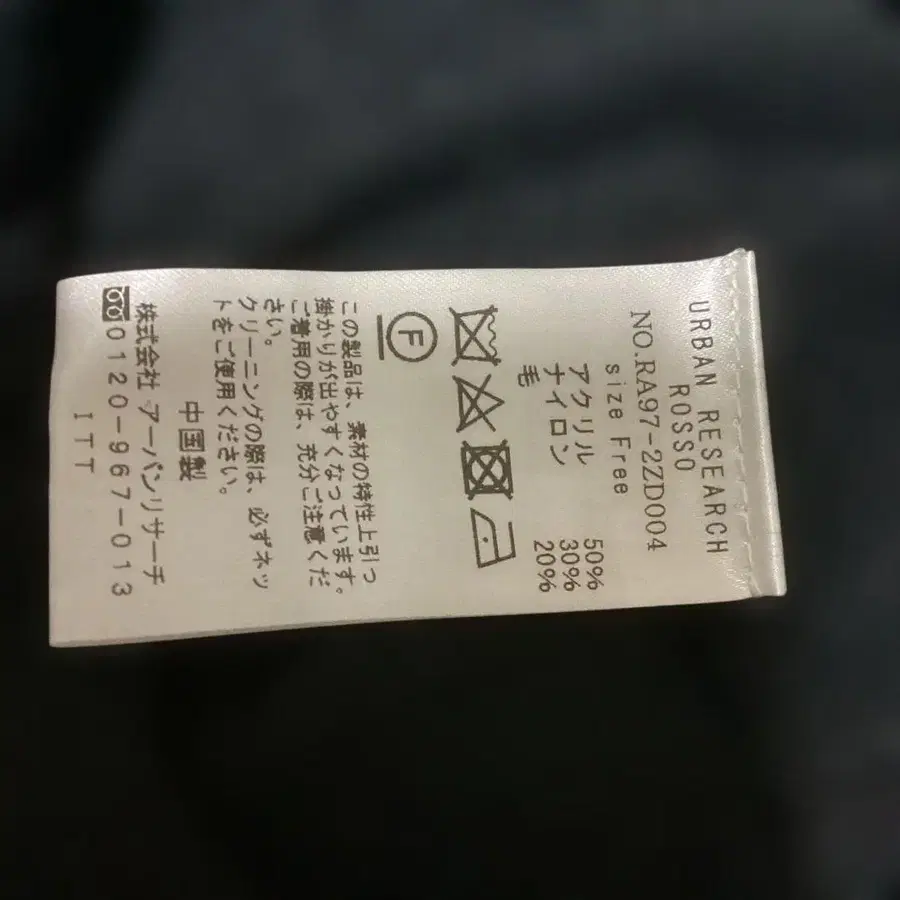 URBAN RESEARCH
ROSSO
NO.RA97-2ZD004
size Free
アクリル 50%
ナイロン 30%
毛 20%
F
この製品は、素材の特性上引っ
掛かりが出やすくなっています。
ご着用の際は、充分ご注意くだ
さい。
クリーニングの際は、必ずネッ
トをご使用ください。
中国製
株式会社 アーバンリサーチ
0120-967-013
ITT